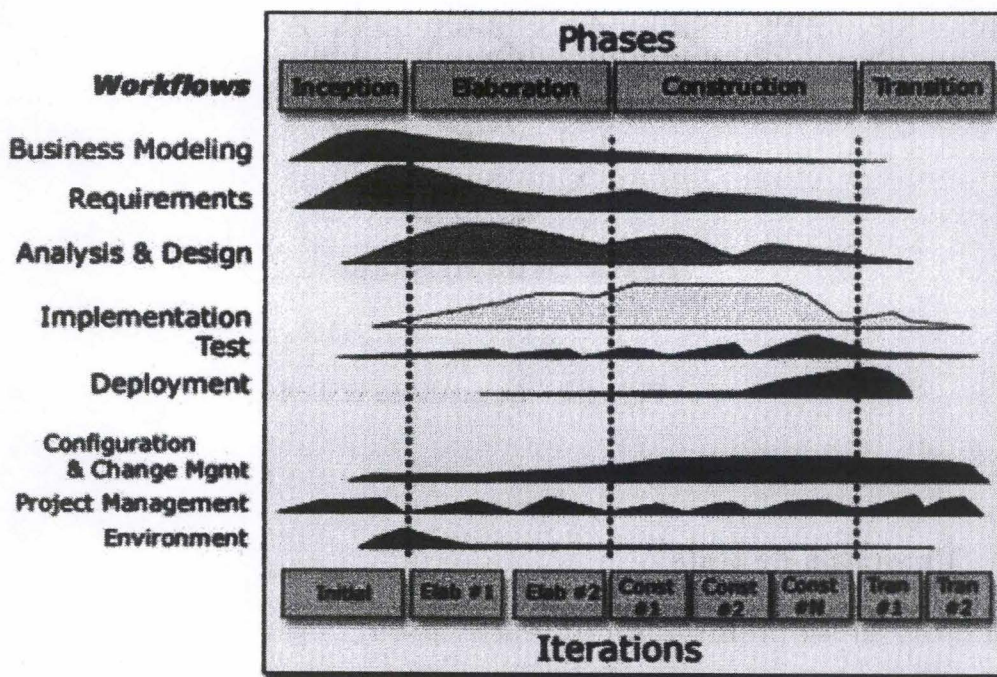 Phases
Workflows
Inception
Elaboration
Construction
Transition
Business Modeling
Requirements
Analysis & Design
Implementation
Test
Deployment
Configuration
& Change Mgmt
Project Management
Environment
Initial
Elab #1
Elab #2
Const
#1
Const
#2
Const
#N
Tran
#1
Tran
#2
Iterations